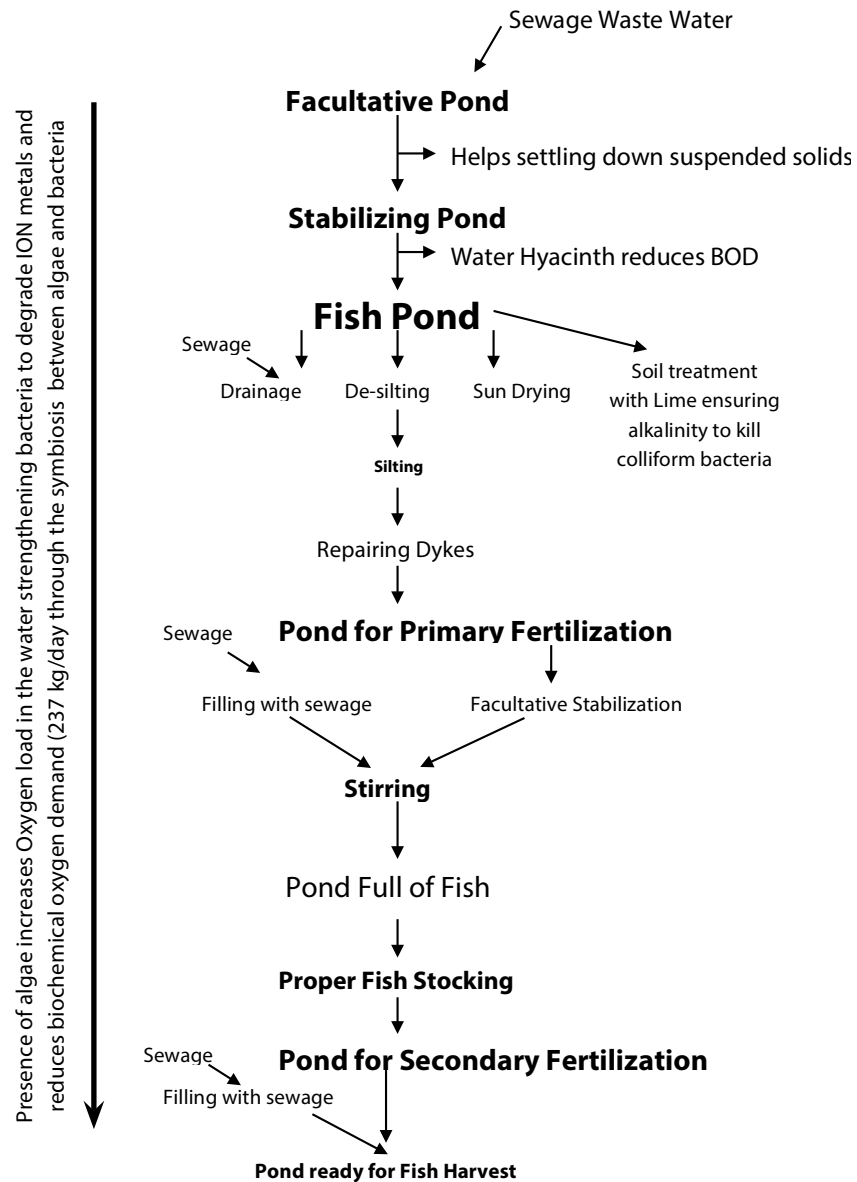 Sewage Waste Water
Facultative Pond
Helps settling down suspended solids
Stabilizing Pond
Water Hyacinth reduces BOD
Fish Pond
Sewage
Drainage
De-silting
Sun Drying
Soil treatment
with Lime ensuring
alkalinity to kill
colliform bacteria
Silting
Repairing Dykes
Pond for Primary Fertilization
Sewage
Filling with sewage
Facultative Stabilization
Stirring
Pond Full of Fish
Proper Fish Stocking
Pond for Secondary Fertilization
Sewage
Filling with sewage
Pond ready for Fish Harvest
Presence of algae increases Oxygen load in the water strengthening bacteria to degrade ION metals and
reduces biochemical oxygen demand (237 kg/day through the symbiosis between algae and bacteria